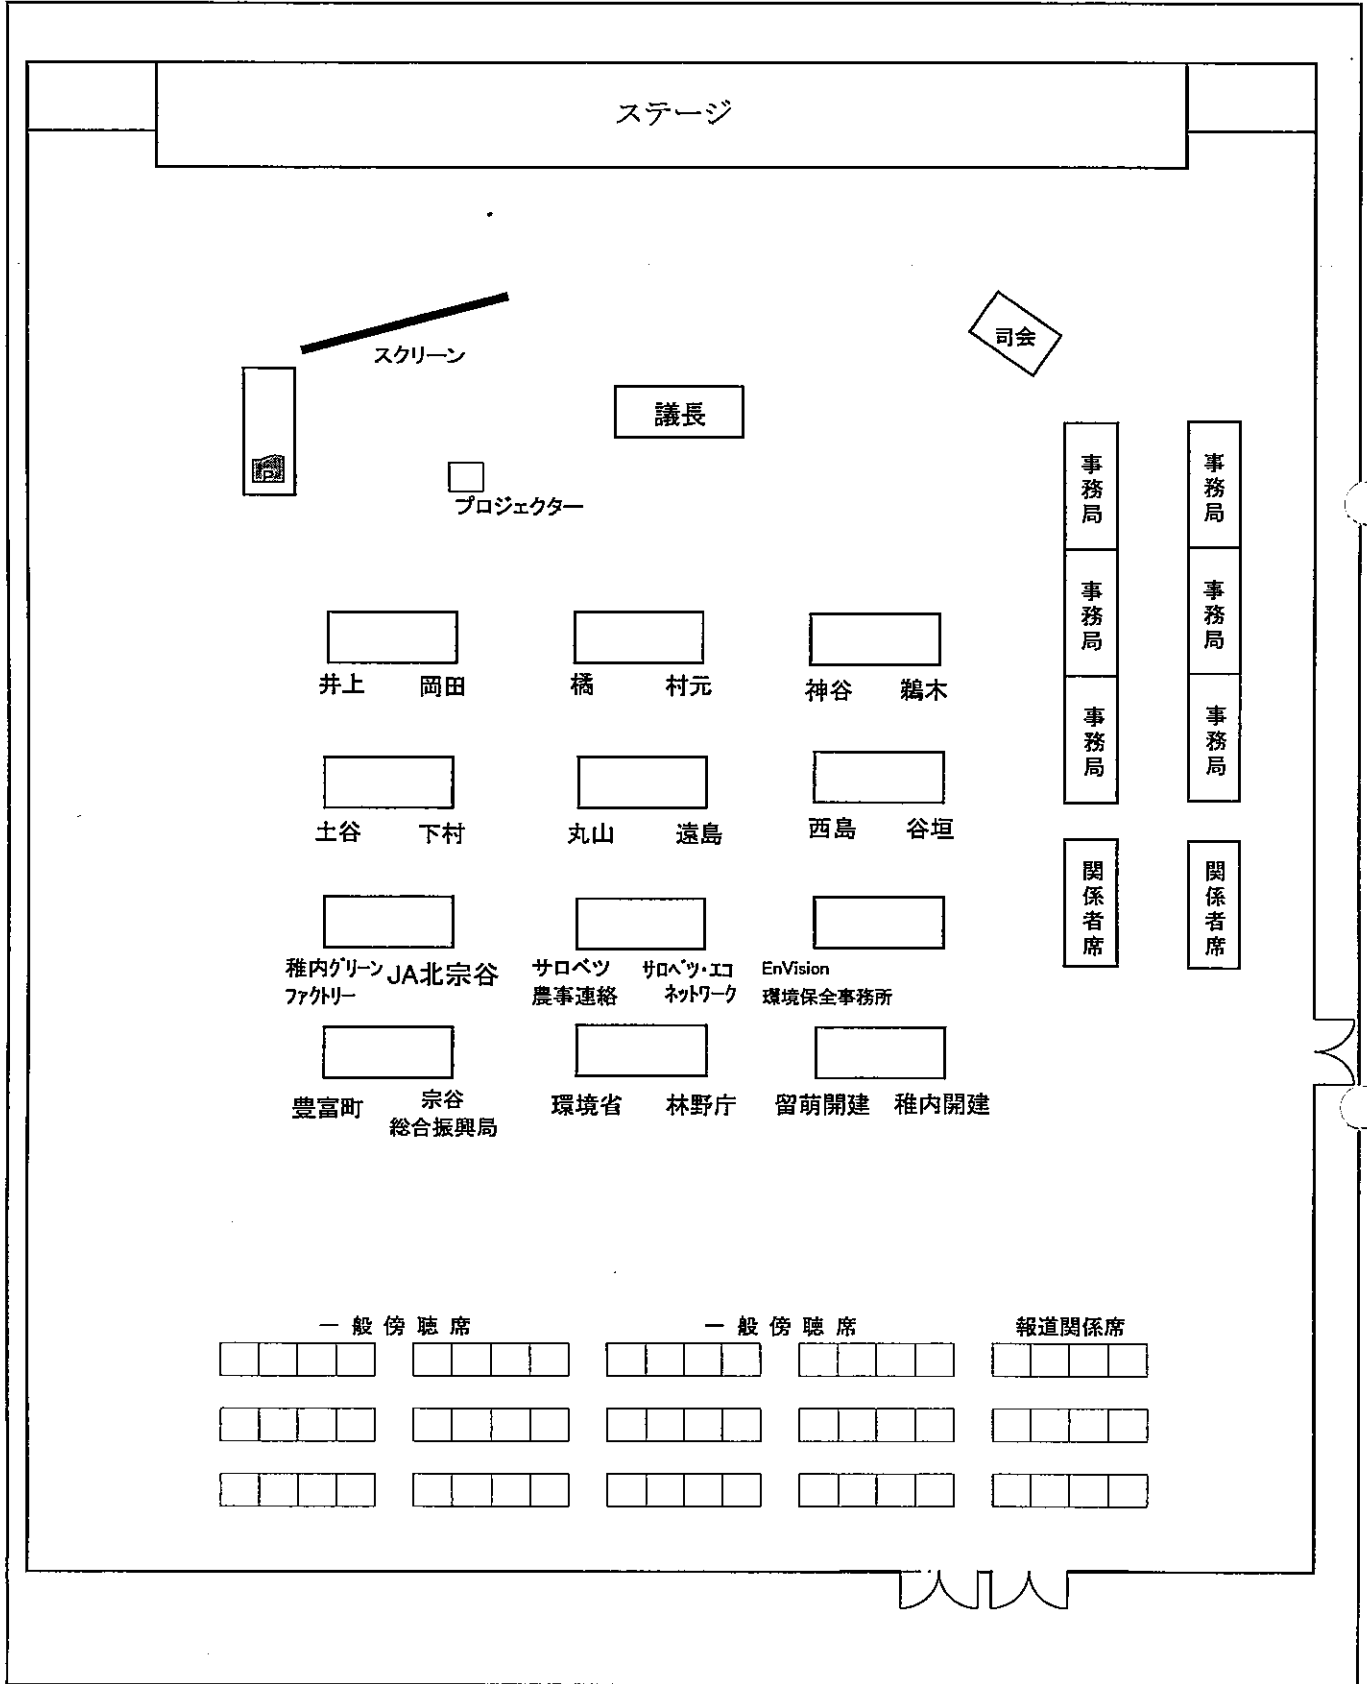 ステージ
スクリーン
司会
議長
プロジェクター
事務局
事務局
事務局
事務局
事務局
事務局
井上 岡田
橘 村元
神谷 鵜木
土谷 下村
丸山 遠島
西島 谷垣
関係者席
関係者席
稚内グリーン
ファクトリー
JA北宗谷
サロベツ
農事連絡
サロベツ・エコ
ネットワーク
EnVision
環境保全事務所
豊富町
宗谷
総合振興局
環境省 林野庁
留萌開建 稚内開建
一般傍聴席
一般傍聴席
報道関係席